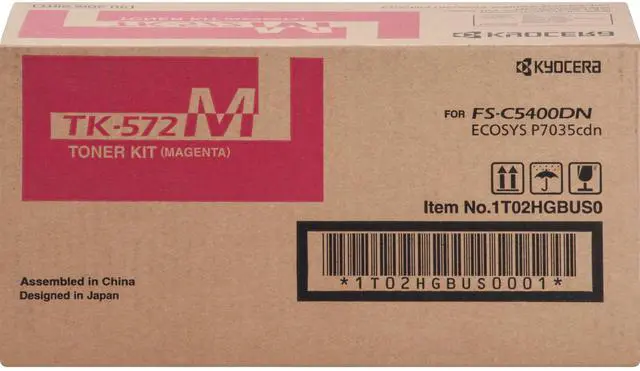 KYOCERA
TK-572 M
TONER KIT (MAGENTA)
FOR FS-C5400DN
ECOSYS P7035cdn
Item No.1T02HGBUS0
*1T02HGBUS0001*
Assembled in China
Designed in Japan